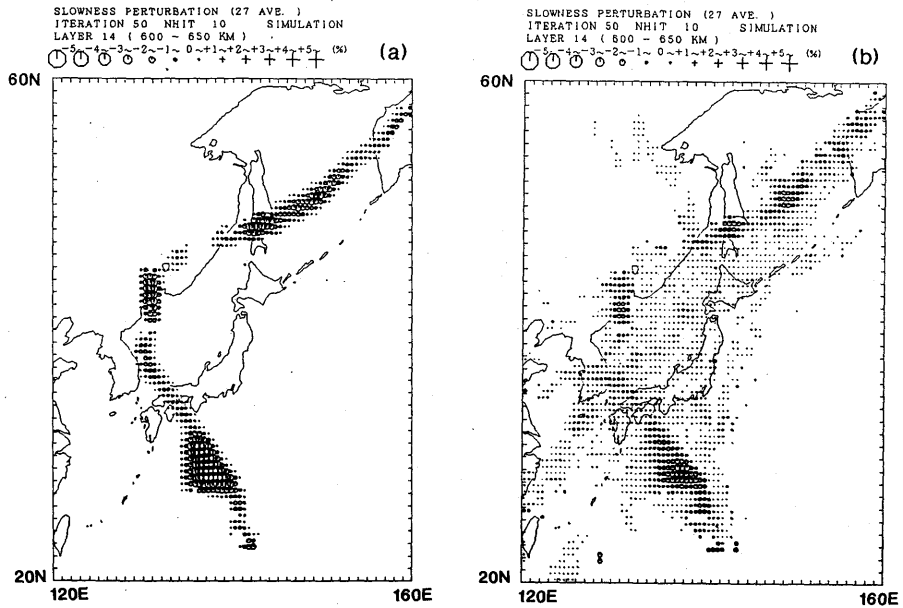 SLOWNESS PERTURBATION (27 AVE. )
ITERATION 50 NHIT 10 SIMULATION
LAYER 14 ( 600 ~ 650 KM)
~ -5~ -4~ -3~ -2~ -1~ 0~ +1~ +2~ +3~ +4~ +5~ (%)
(a)
60N
20N
120E
160E
SLOWNESS PERTURBATION (27 AVE. )
ITERATION 50 NHIT 10 SIMULATION
LAYER 14 ( 600 ~ 650 KM)
~ -5~ -4~ -3~ -2~ -1~ 0~ +1~ +2~ +3~ +4~ +5~ (%)
(b)
60N
20N
120E
160E